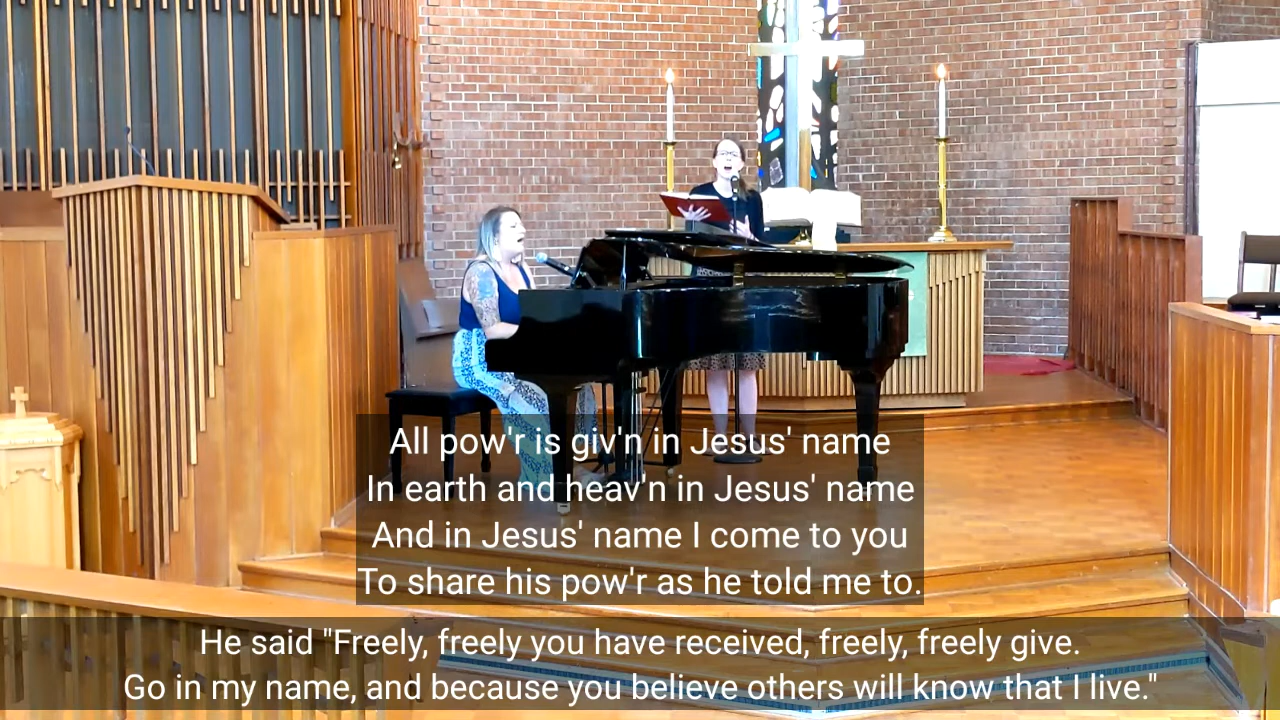 All pow'r is giv'n in Jesus' name
In earth and heav'n in Jesus' name
And in Jesus' name I come to you
To share his pow'r as he told me to.
He said "Freely, freely you have received, freely, freely give.
Go in my name, and because you believe others will know that I live."